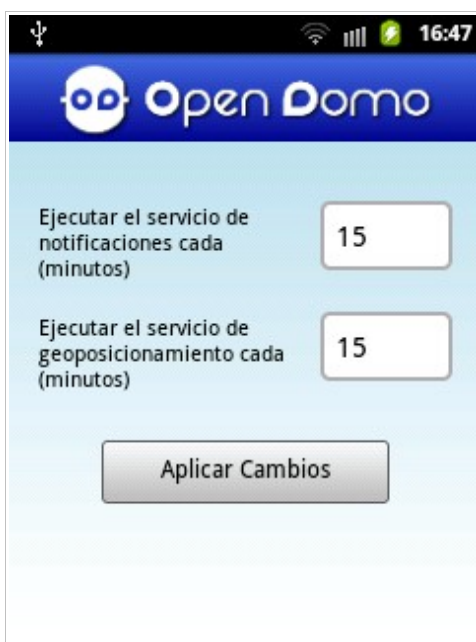 16:47
Open Domo
Ejecutar el servicio de
notificaciones cada
(minutos)
15
Ejecutar el servicio de
geoposicionamiento cada
(minutos)
15
Aplicar Cambios